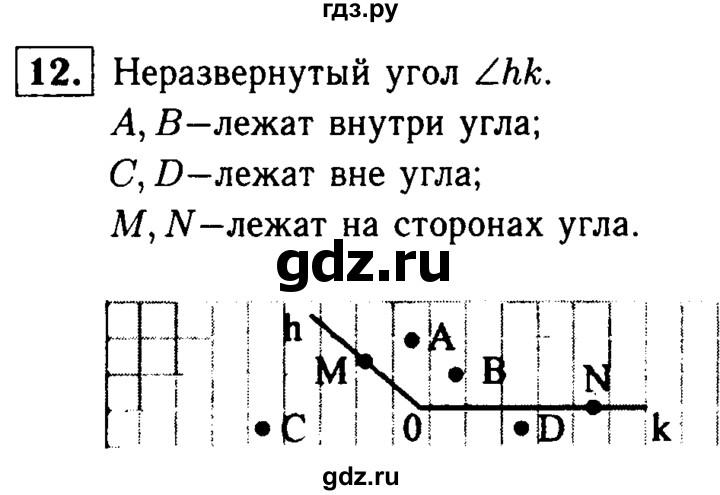 гдз.ру
12. Неразвернутый угол ∠hk.
A, B—лежат внутри угла;
C, D—лежат вне угла;
M, N—лежат на сторонах угла.
gdz.ru
h
A
M
B
N
C
0
D
k
gdz.ru